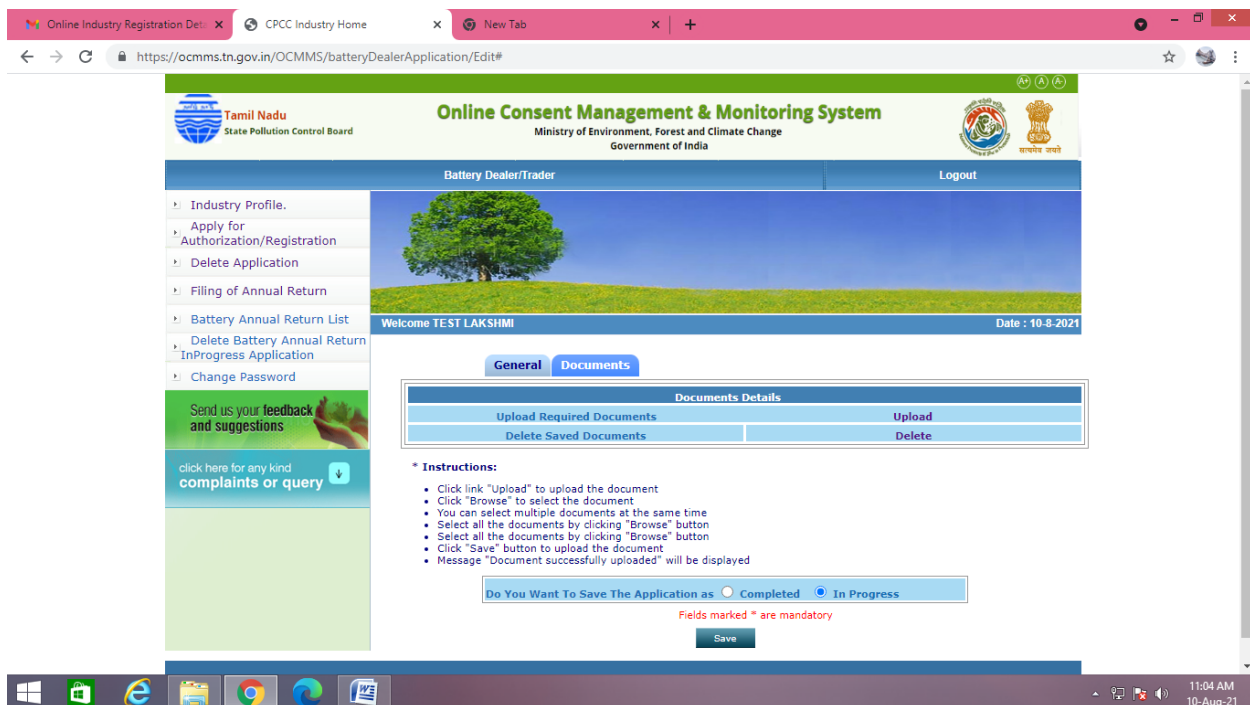 Online Industry Registration Deta
CPCC Industry Home
New Tab
https://ocmms.tn.gov.in/OCMMS/batteryDealerApplication/Edit#
A+ A A-
Tamil Nadu
State Pollution Control Board
Online Consent Management & Monitoring System
Ministry of Environment, Forest and Climate Change
Government of India
सत्यमेव जयते
Battery Dealer/Trader
Logout
Industry Profile.
Apply for
Authorization/Registration
Delete Application
Filing of Annual Return
Battery Annual Return List
Delete Battery Annual Return
InProgress Application
Change Password
Send us your feedback
and suggestions
click here for any kind
complaints or query
Welcome TEST LAKSHMI
Date : 10-8-2021
General Documents
Documents Details
Upload Required Documents Upload
Delete Saved Documents Delete
* Instructions:
• Click link "Upload" to upload the document
• Click "Browse" to select the document
• You can select multiple documents at the same time
• Select all the documents by clicking "Browse" button
• Select all the documents by clicking "Browse" button
• Click "Save" button to upload the document
• Message "Document successfully uploaded" will be displayed
Do You Want To Save The Application as Completed In Progress
Fields marked * are mandatory
Save
11:04 AM
10-Aug-21